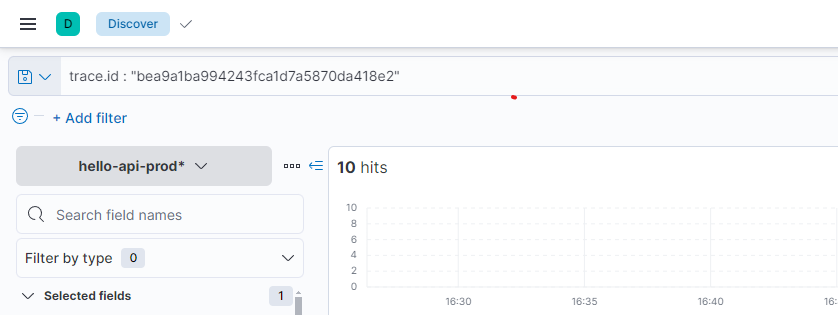 D Discover
trace.id : "bea9a1ba994243fca1d7a5870da418e2"
+ Add filter
hello-api-prod*
10 hits
Search field names
10
8
6
4
2
0
Filter by type 0
Selected fields 1
16:30 16:35 16:40 16: